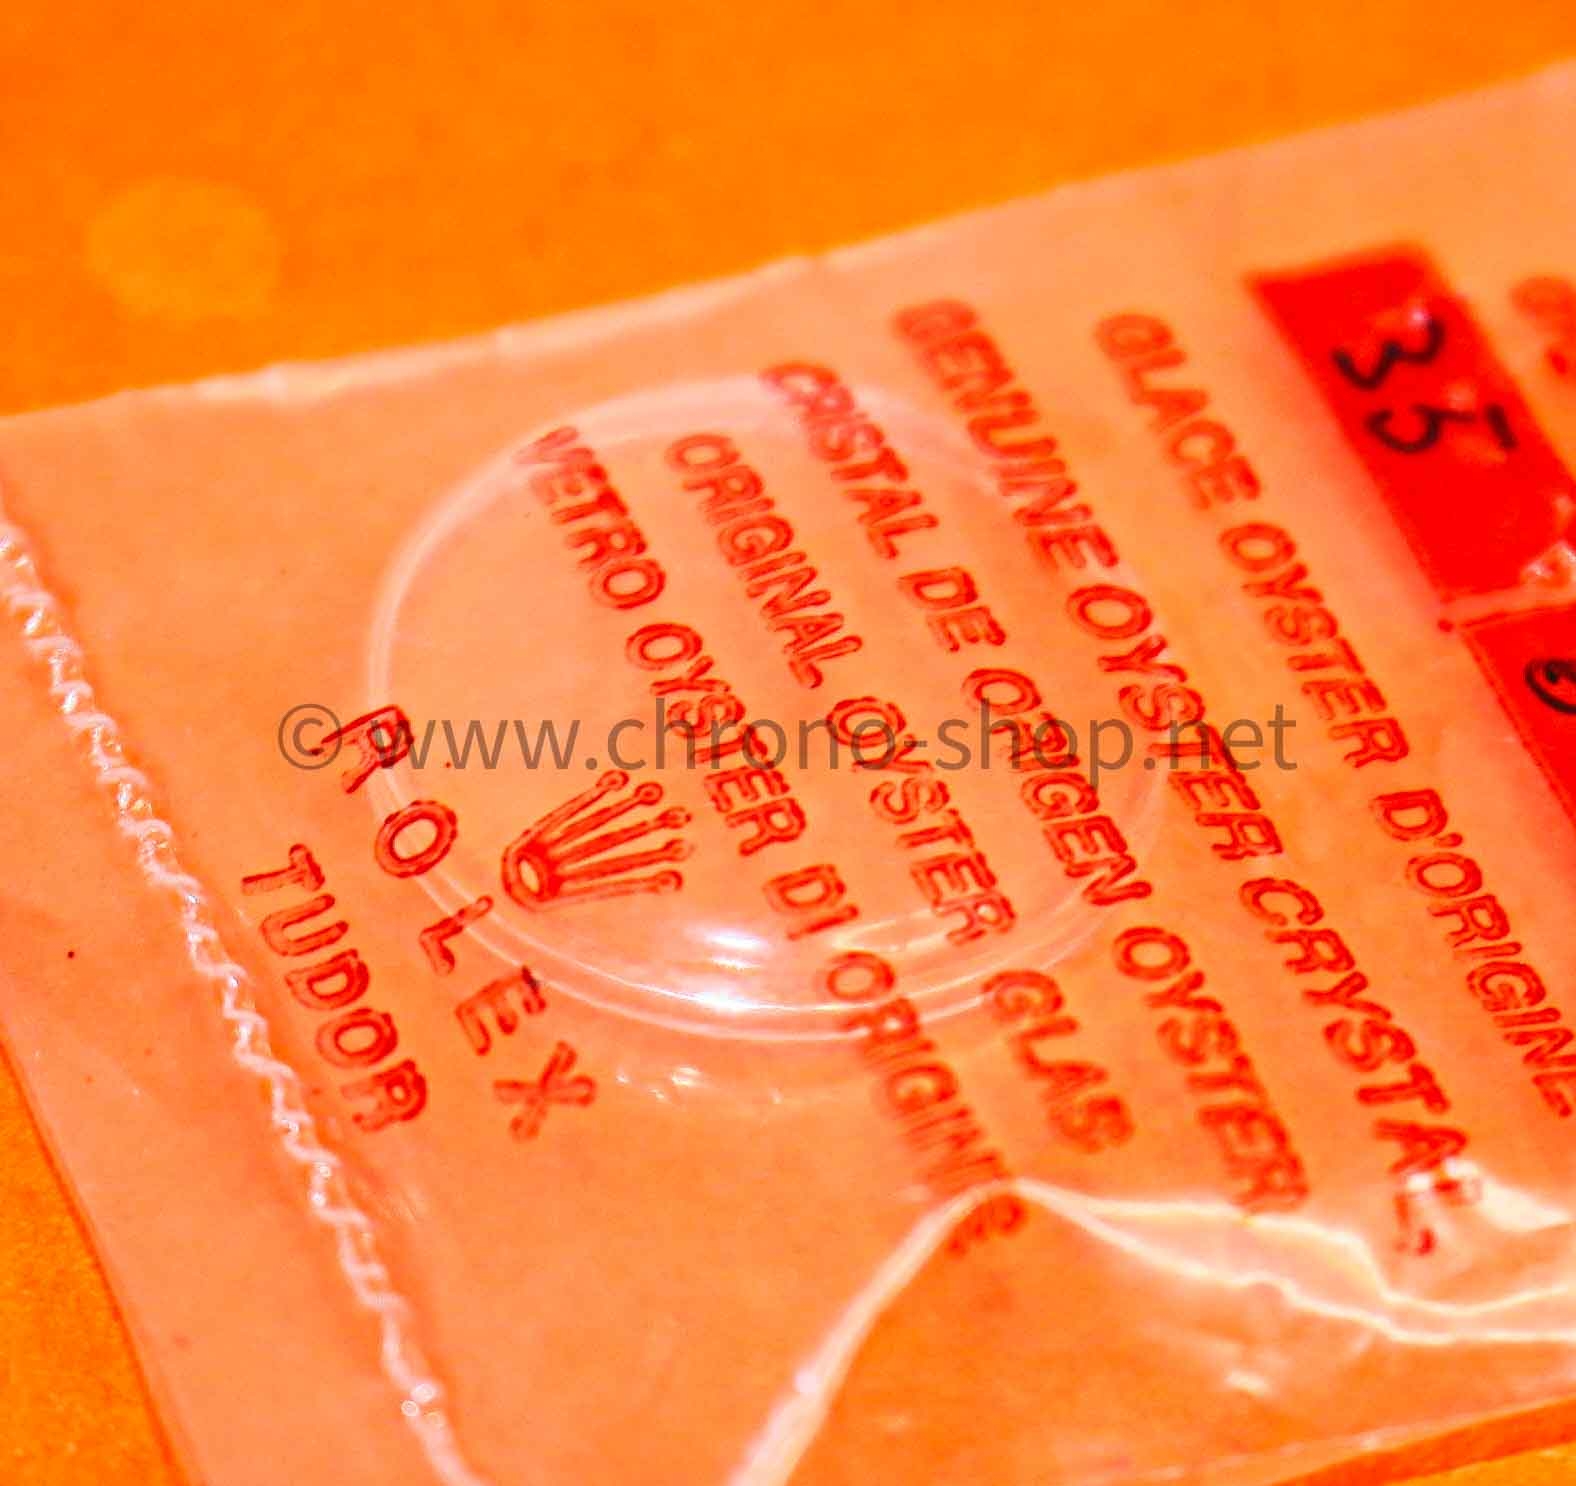 35
GLACE OYSTER D'ORIGINE
GENUINE OYSTER CRYSTAL
CRISTAL DE ORIGEN OYSTER
ORIGINAL OYSTER GLAS
VETRO OYSTER DI ORIGINE
ROLEX
TUDOR
© www.chrono-shop.net